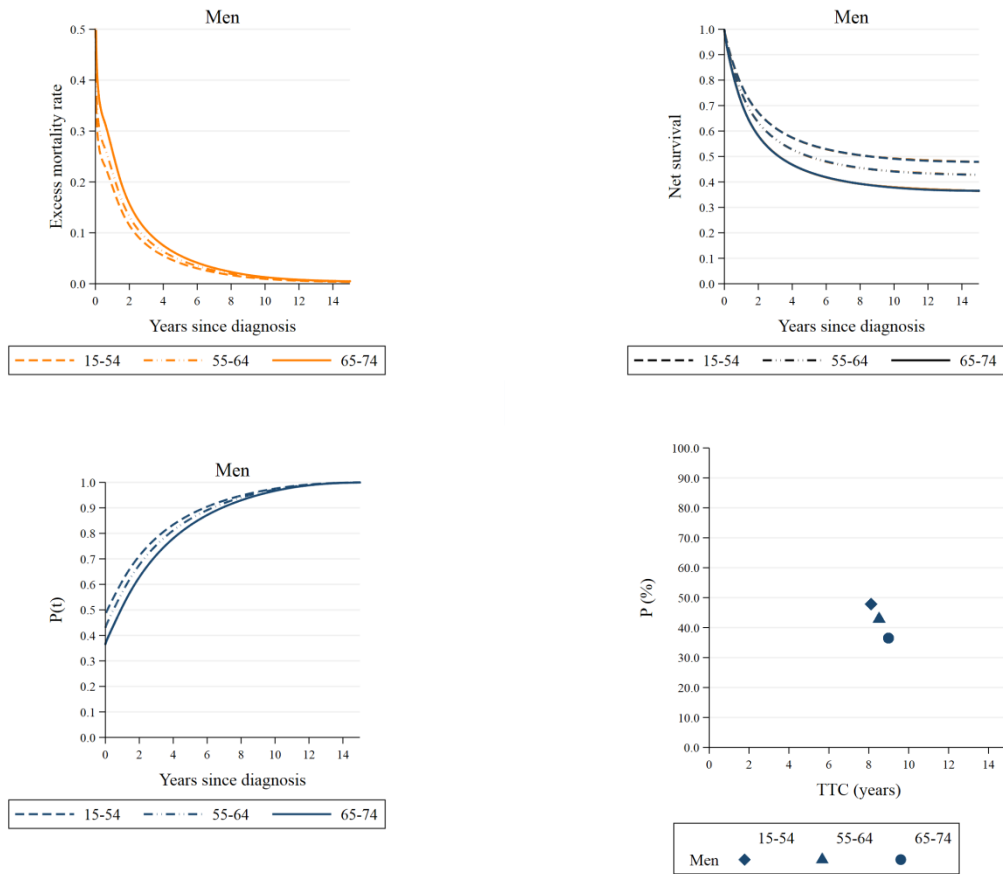 Men
0.5
0.4
0.3
0.2
0.1
0.0
Excess mortality rate
0 2 4 6 8 10 12 14
Years since diagnosis
15-54 55-64 65-74
Men
1.0
0.9
0.8
0.7
0.6
0.5
0.4
0.3
0.2
0.1
0.0
Net survival
0 2 4 6 8 10 12 14
Years since diagnosis
15-54 55-64 65-74
Men
1.0
0.9
0.8
0.7
0.6
0.5
0.4
0.3
0.2
0.1
0.0
P(t)
0 2 4 6 8 10 12 14
Years since diagnosis
15-54 55-64 65-74
100.0
90.0
80.0
70.0
60.0
50.0
40.0
30.0
20.0
10.0
0.0
P (%)
0 2 4 6 8 10 12 14
TTC (years)
15-54 55-64 65-74
Men